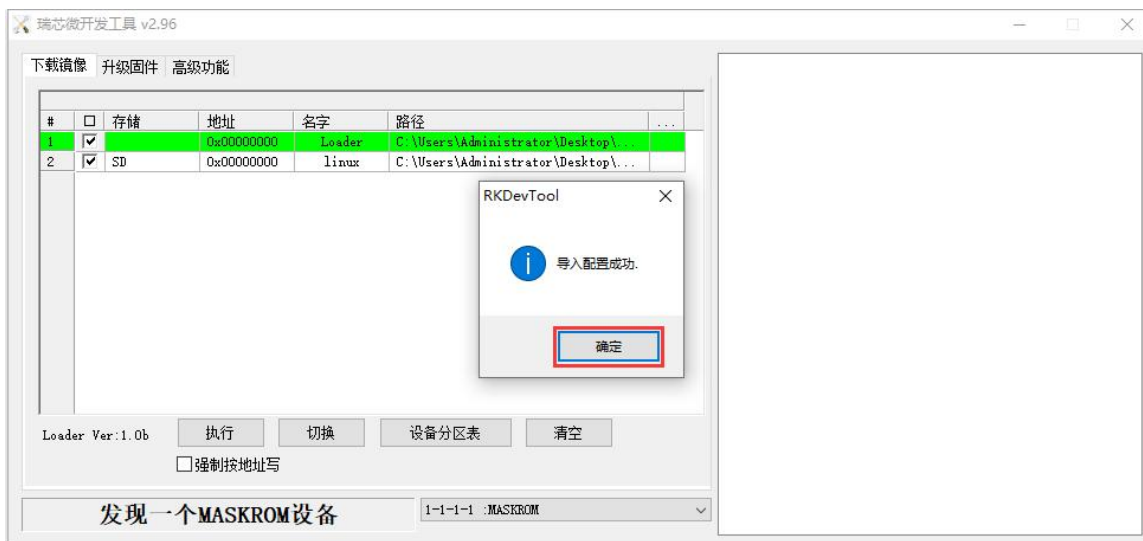 瑞芯微开发工具 v2.96
下载镜像 升级固件 高级功能
# 存储 地址 名字 路径 ...
1 0x00000000 Loader C:\Users\Administrator\Desktop\...
2 SD 0x00000000 linux C:\Users\Administrator\Desktop\...
RKDevTool
导入配置成功.
确定
Loader Ver:1.0b 执行 切换 设备分区表 清空
强制按地址写
发现一个MASKROM设备 1-1-1-1 :MASKROM